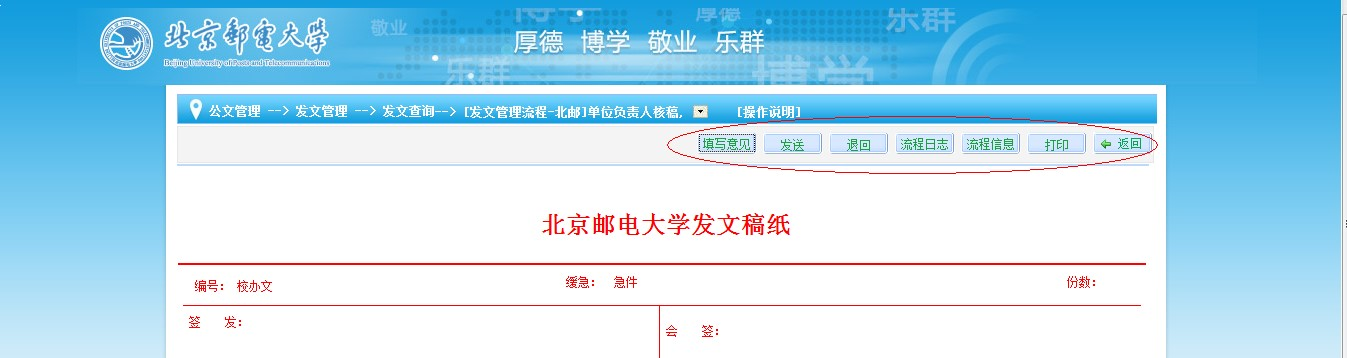 敬业
博学
厚德
乐群
北京邮电大学
Beijing University of Posts and Telecommunications
厚德 博学 敬业 乐群
乐群
博学
公文管理 --> 发文管理 --> 发文查询--> [发文管理流程-北邮]单位负责人核稿, [操作说明]
填写意见 发送 退回 流程日志 流程信息 打印 返回
北京邮电大学发文稿纸
编号: 校办文 缓急: 急件 份数:
签 发:
会 签: